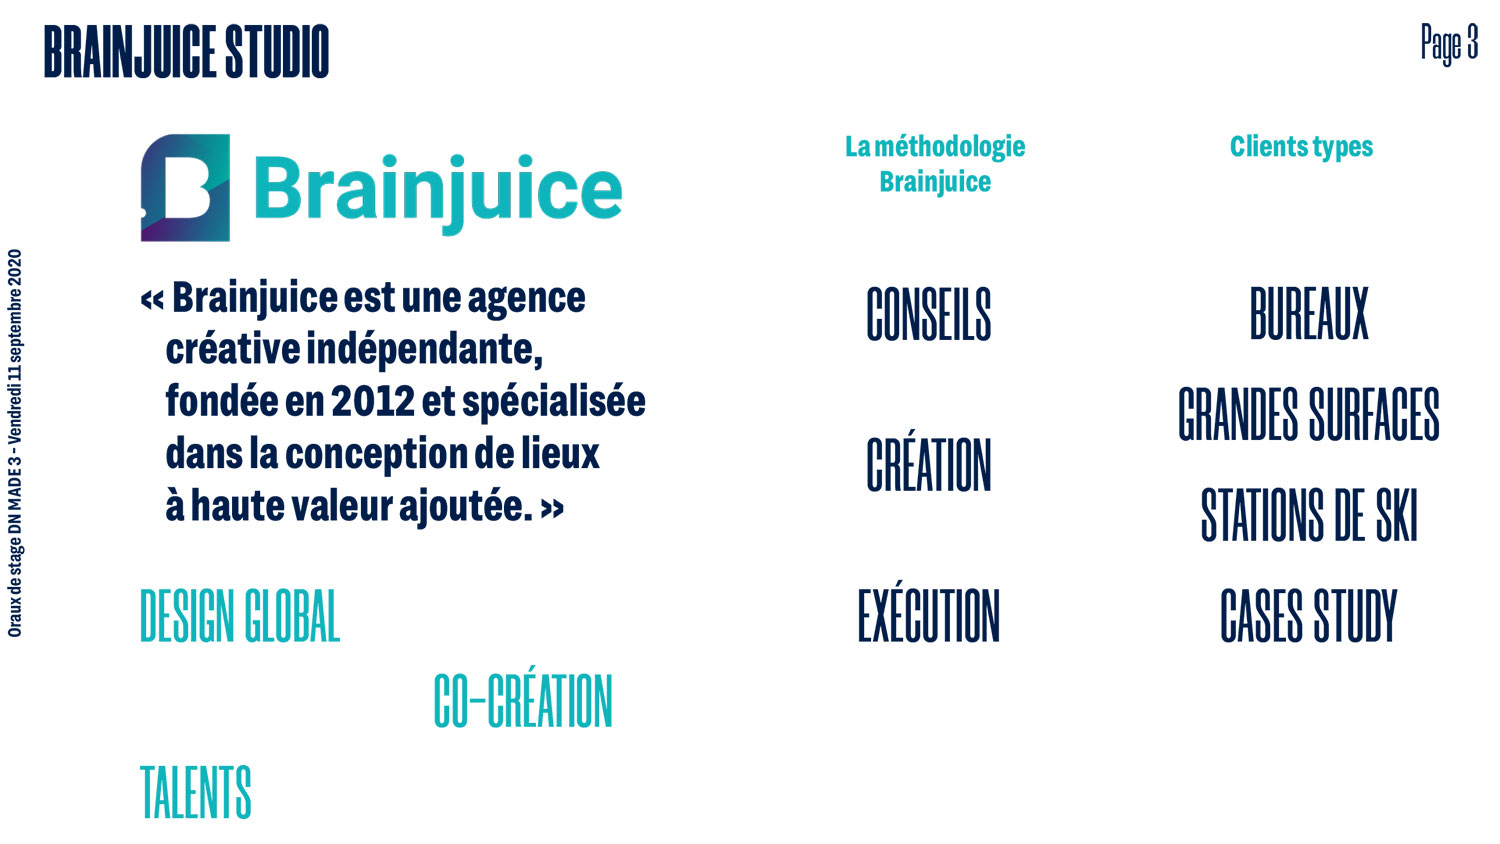 BRAINJUICE STUDIO
Page 3
Oraux de stage DN MADE 3 - Vendredi 11 septembre 2020
B
Brainjuice
« Brainjuice est une agence
créative indépendante,
fondée en 2012 et spécialisée
dans la conception de lieux
à haute valeur ajoutée. »
DESIGN GLOBAL
CO-CRÉATION
TALENTS
La méthodologie
Brainjuice
CONSEILS
CRÉATION
EXÉCUTION
Clients types
BUREAUX
GRANDES SURFACES
STATIONS DE SKI
CASES STUDY